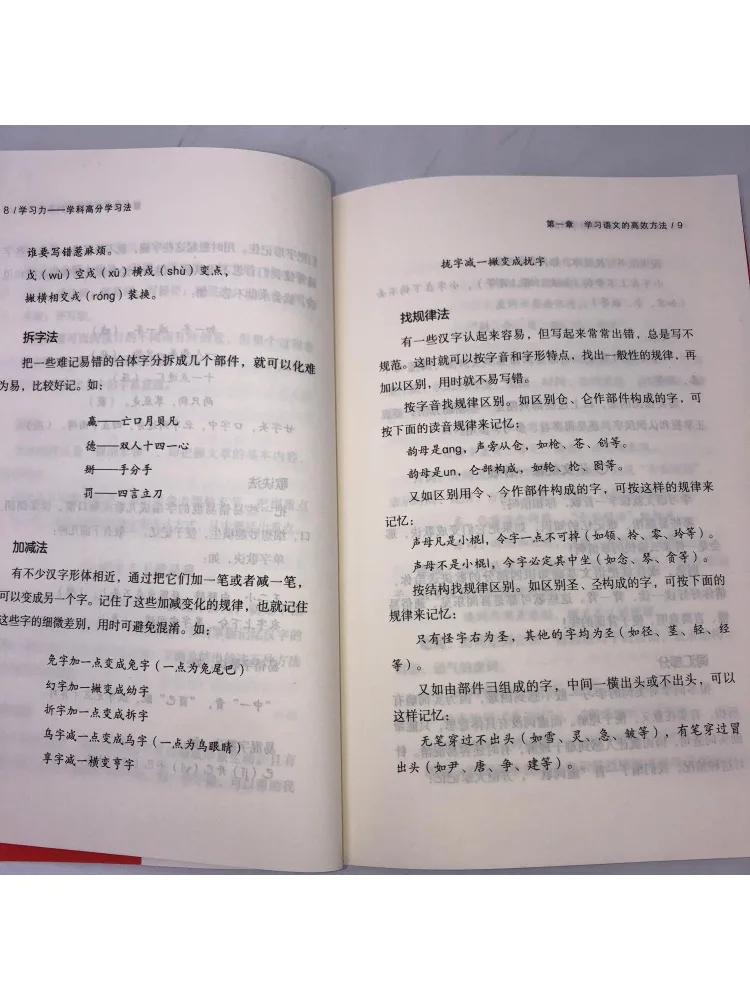 8 / 学习力——学科高分学习法
谁要写错惹麻烦。
戊（wù）空戌（xū）横戍（shù）变点，
撇横相交戎（róng）装换。
拆字法
把一些难记易错的合体字分拆成几个部件，就可以化难
为易，比较好记。如：
赢——亡口月贝凡
德——双人十四一心
掰——手分手
罚——四言立刀
加减法
有不少汉字形体相近，通过把它们加一笔或者减一笔，
可以变成另一个字。记住了这些加减变化的规律，也就记住
这些字的细微差别，用时可避免混淆。如：
免字加一点变成兔字（一点为兔尾巴）
幻字加一撇变成幼字
折字加一点变成拆字
鸟字减一点变成乌字（一点为鸟眼睛）
享字减一横变亨字
第一章 学习语文的高效方法 / 9
拢字减一撇变成扰字
找规律法
有一些汉字认起来容易，但写起来常常出错，总是写不
规范。这时就可以按字音和字形特点，找出一般性的规律，再
加以区别，用时就不易写错。
按字音找规律区别。如区别仓、仑作部件构成的字，可
按下面的读音规律来记忆：
韵母是ang，声旁从仓，如枪、苍、创等。
韵母是un，仑部构成，如轮、抡、囵等。
又如区别用令、今作部件构成的字，可按这样的规律来
记忆：
声母凡是小棍l，令字一点不可掉（如领、拎、零、玲等）。
声母不是小棍l，今字必定其中坐（如念、琴、贪等）。
按结构找规律区别。如区别圣、𢀖构成的字，可按下面的
规律来记忆：
只有怪字右为圣，其他的字均为𢀖（如径、茎、轻、经
等）。
又如由部件彐组成的字，中间一横出头或不出头，可以
这样记忆：
无笔穿过不出头（如雪、灵、急、皱等），有笔穿过冒
出头（如尹、唐、争、建等）。